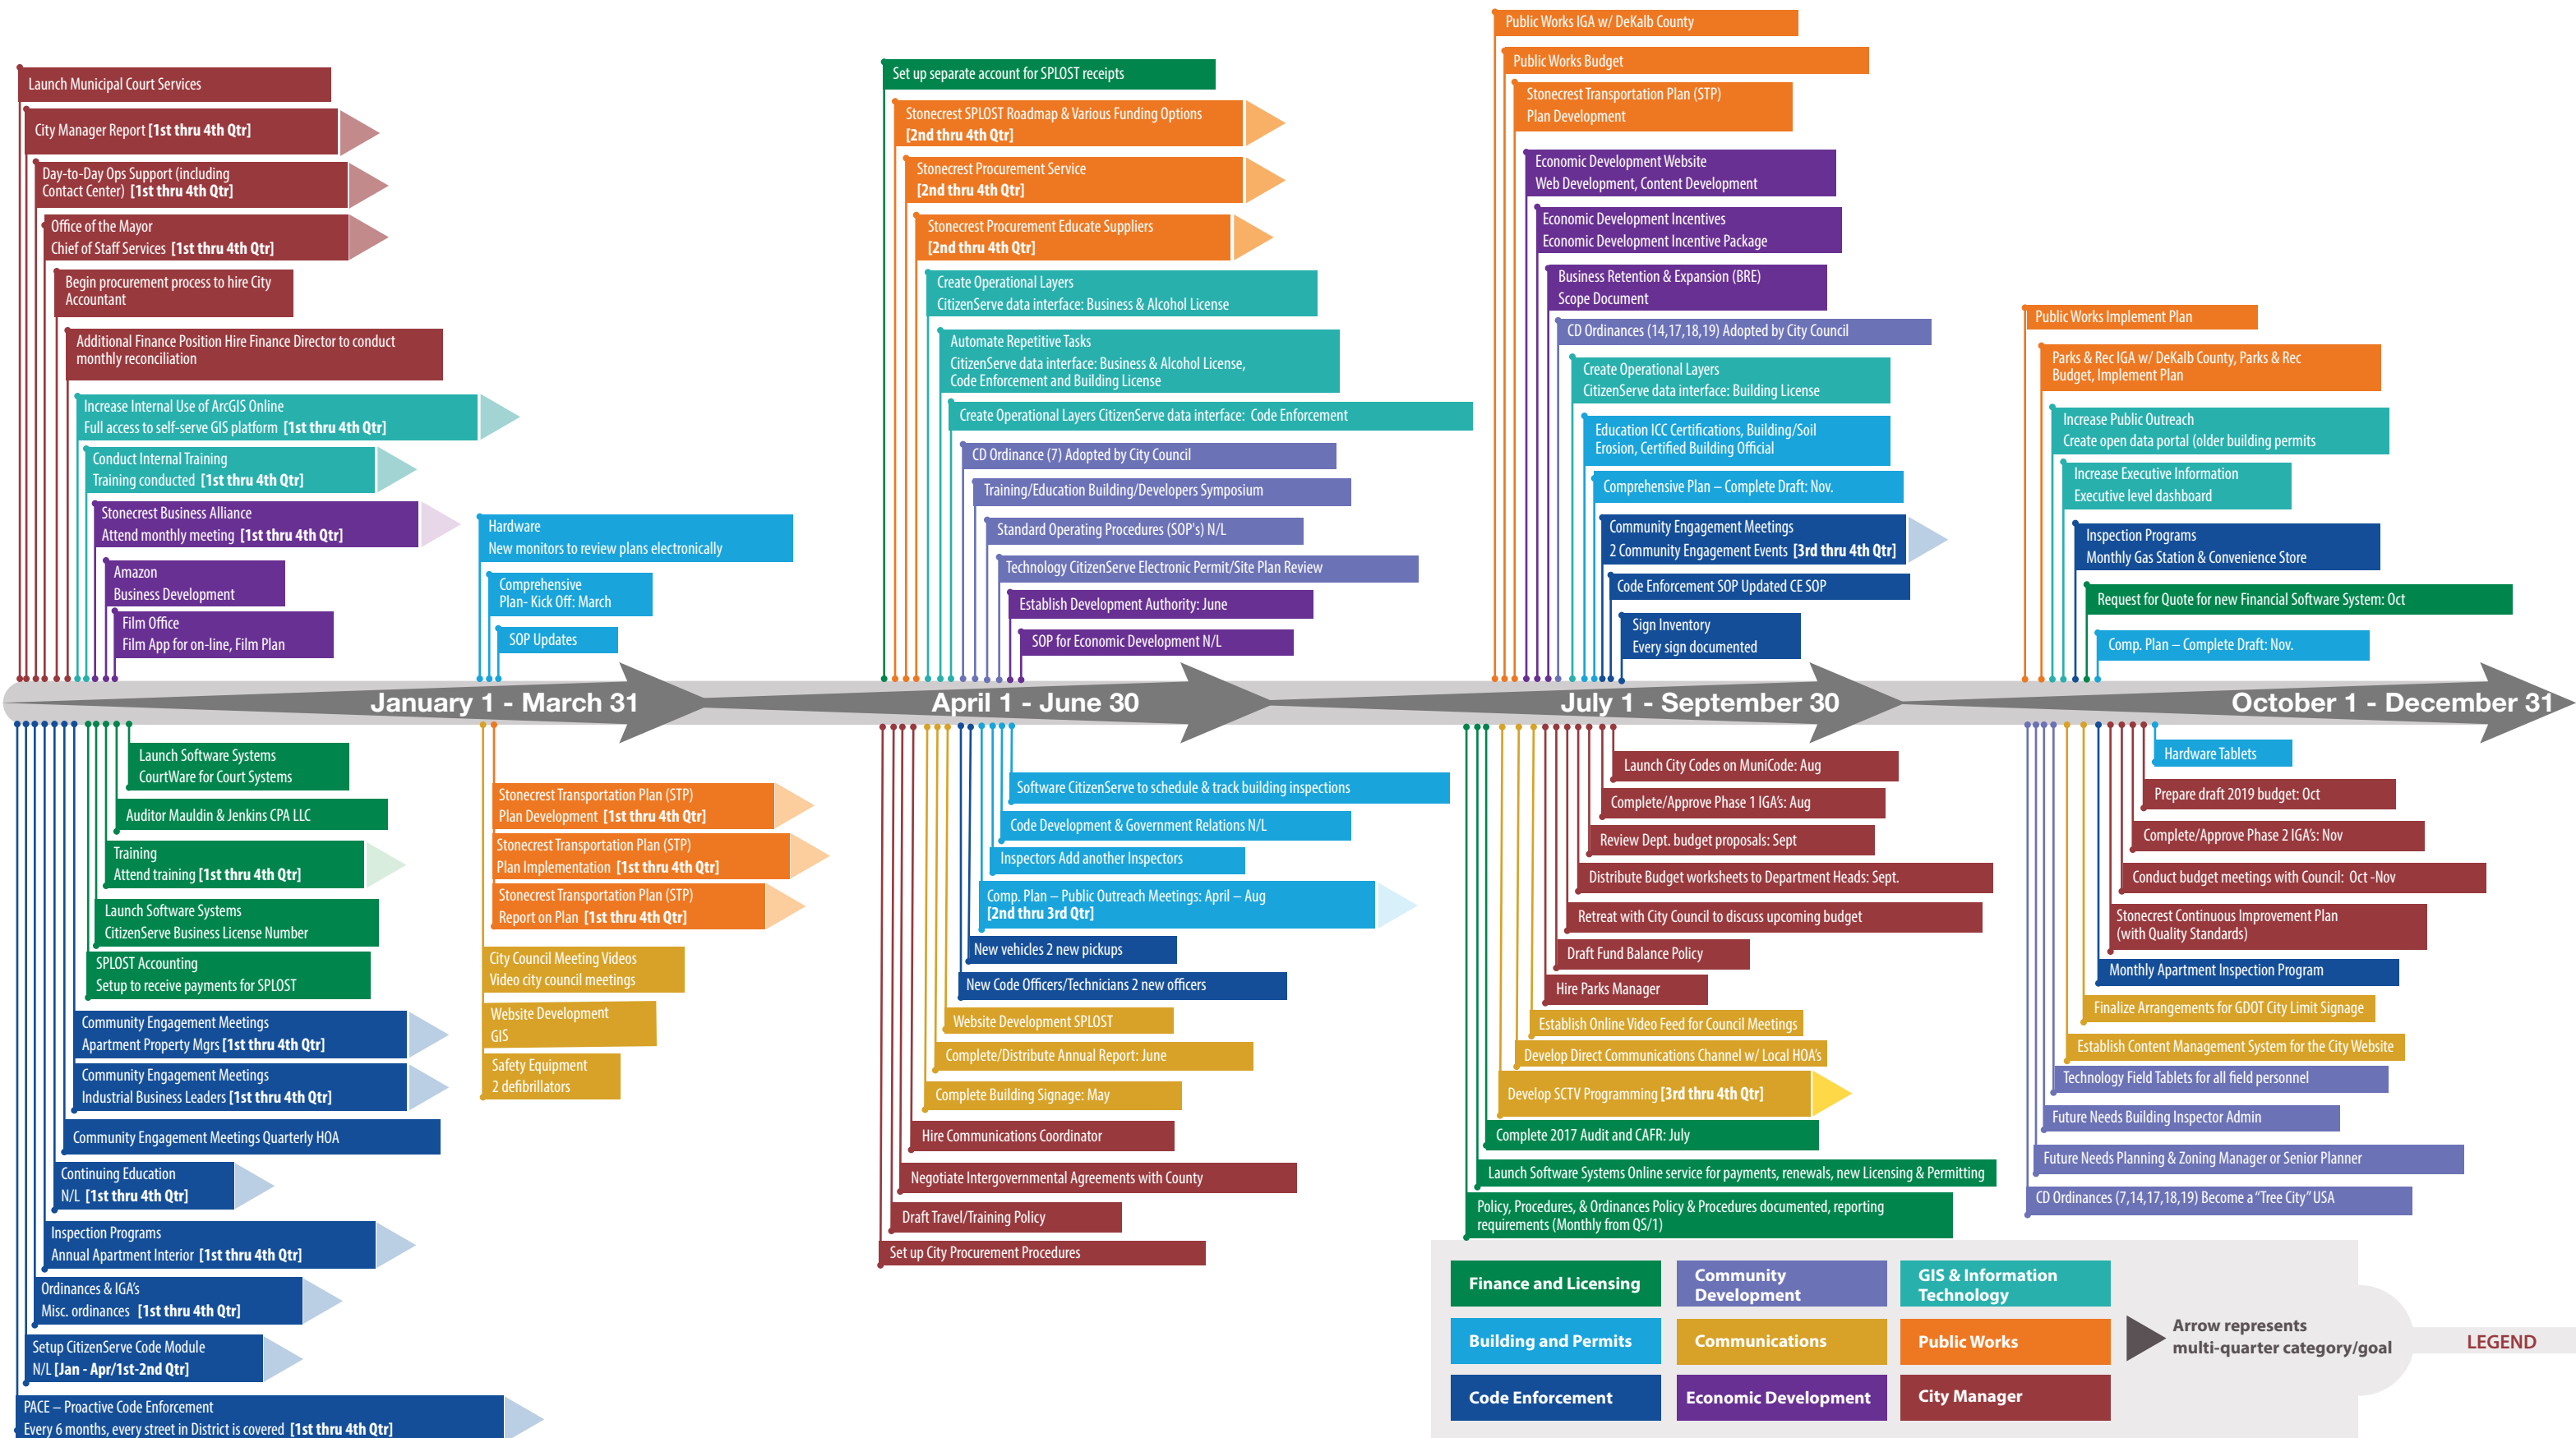 Launch Municipal Court Services
City Manager Report [1st thru 4th Qtr]
Day-to-Day Ops Support (including
Contact Center) [1st thru 4th Qtr]
Office of the Mayor
Chief of Staff Services [1st thru 4th Qtr]
Begin procurement process to hire City
Accountant
Additional Finance Position Hire Finance Director to conduct
monthly reconciliation
Increase Internal Use of ArcGIS Online
Full access to self-serve GIS platform [1st thru 4th Qtr]
Conduct Internal Training
Training conducted [1st thru 4th Qtr]
Stonecrest Business Alliance
Attend monthly meeting [1st thru 4th Qtr]
Amazon
Business Development
Film Office
Film App for on-line, Film Plan
Hardware
New monitors to review plans electronically
Comprehensive
Plan- Kick Off: March
SOP Updates
Set up separate account for SPLOST receipts
Stonecrest SPLOST Roadmap & Various Funding Options
[2nd thru 4th Qtr]
Stonecrest Procurement Service
[2nd thru 4th Qtr]
Stonecrest Procurement Educate Suppliers
[2nd thru 4th Qtr]
Create Operational Layers
CitizenServe data interface: Business & Alcohol License
Automate Repetitive Tasks
CitizenServe data interface: Business & Alcohol License,
Code Enforcement and Building License
Create Operational Layers CitizenServe data interface: Code Enforcement
CD Ordinance (7) Adopted by City Council
Training/Education Building/Developers Symposium
Standard Operating Procedures (SOP's) N/L
Technology CitizenServe Electronic Permit/Site Plan Review
Establish Development Authority: June
SOP for Economic Development N/L
Public Works IGA w/ DeKalb County
Public Works Budget
Stonecrest Transportation Plan (STP)
Plan Development
Economic Development Website
Web Development, Content Development
Economic Development Incentives
Economic Development Incentive Package
Business Retention & Expansion (BRE)
Scope Document
CD Ordinances (14,17,18,19) Adopted by City Council
Create Operational Layers
CitizenServe data interface: Building License
Education ICC Certifications, Building/Soil
Erosion, Certified Building Official
Comprehensive Plan – Complete Draft: Nov.
Community Engagement Meetings
2 Community Engagement Events [3rd thru 4th Qtr]
Code Enforcement SOP Updated CE SOP
Sign Inventory
Every sign documented
Public Works Implement Plan
Parks & Rec IGA w/ DeKalb County, Parks & Rec
Budget, Implement Plan
Increase Public Outreach
Create open data portal (older building permits
Increase Executive Information
Executive level dashboard
Inspection Programs
Monthly Gas Station & Convenience Store
Request for Quote for new Financial Software System: Oct
Comp. Plan – Complete Draft: Nov.
January 1 - March 31
April 1 - June 30
July 1 - September 30
October 1 - December 31
Launch Software Systems
CourtWare for Court Systems
Auditor Mauldin & Jenkins CPA LLC
Training
Attend training [1st thru 4th Qtr]
Launch Software Systems
CitizenServe Business License Number
SPLOST Accounting
Setup to receive payments for SPLOST
Community Engagement Meetings
Apartment Property Mgrs [1st thru 4th Qtr]
Community Engagement Meetings
Industrial Business Leaders [1st thru 4th Qtr]
Community Engagement Meetings Quarterly HOA
Continuing Education
N/L [1st thru 4th Qtr]
Inspection Programs
Annual Apartment Interior [1st thru 4th Qtr]
Ordinances & IGA's
Misc. ordinances [1st thru 4th Qtr]
Setup CitizenServe Code Module
N/L [Jan - Apr/1st-2nd Qtr]
PACE – Proactive Code Enforcement
Every 6 months, every street in District is covered [1st thru 4th Qtr]
Stonecrest Transportation Plan (STP)
Plan Development [1st thru 4th Qtr]
Stonecrest Transportation Plan (STP)
Plan Implementation [1st thru 4th Qtr]
Stonecrest Transportation Plan (STP)
Report on Plan [1st thru 4th Qtr]
City Council Meeting Videos
Video city council meetings
Website Development
GIS
Safety Equipment
2 defibrillators
Software CitizenServe to schedule & track building inspections
Code Development & Government Relations N/L
Inspectors Add another Inspectors
Comp. Plan – Public Outreach Meetings: April – Aug
[2nd thru 3rd Qtr]
New vehicles 2 new pickups
New Code Officers/Technicians 2 new officers
Website Development SPLOST
Complete/Distribute Annual Report: June
Complete Building Signage: May
Hire Communications Coordinator
Negotiate Intergovernmental Agreements with County
Draft Travel/Training Policy
Set up City Procurement Procedures
Launch City Codes on MuniCode: Aug
Complete/Approve Phase 1 IGA's: Aug
Review Dept. budget proposals: Sept
Distribute Budget worksheets to Department Heads: Sept.
Retreat with City Council to discuss upcoming budget
Draft Fund Balance Policy
Hire Parks Manager
Establish Online Video Feed for Council Meetings
Develop Direct Communications Channel w/ Local HOA's
Develop SCTV Programming [3rd thru 4th Qtr]
Complete 2017 Audit and CAFR: July
Launch Software Systems Online service for payments, renewals, new Licensing & Permitting
Policy, Procedures, & Ordinances Policy & Procedures documented, reporting
requirements (Monthly from QS/1)
Hardware Tablets
Prepare draft 2019 budget: Oct
Complete/Approve Phase 2 IGA's: Nov
Conduct budget meetings with Council: Oct -Nov
Stonecrest Continuous Improvement Plan
(with Quality Standards)
Monthly Apartment Inspection Program
Finalize Arrangements for GDOT City Limit Signage
Establish Content Management System for the City Website
Technology Field Tablets for all field personnel
Future Needs Building Inspector Admin
Future Needs Planning & Zoning Manager or Senior Planner
CD Ordinances (7,14,17,18,19) Become a “Tree City” USA
Finance and Licensing
Community
Development
GIS & Information
Technology
Building and Permits
Communications
Public Works
Code Enforcement
Economic Development
City Manager
Arrow represents
multi-quarter category/goal
LEGEND